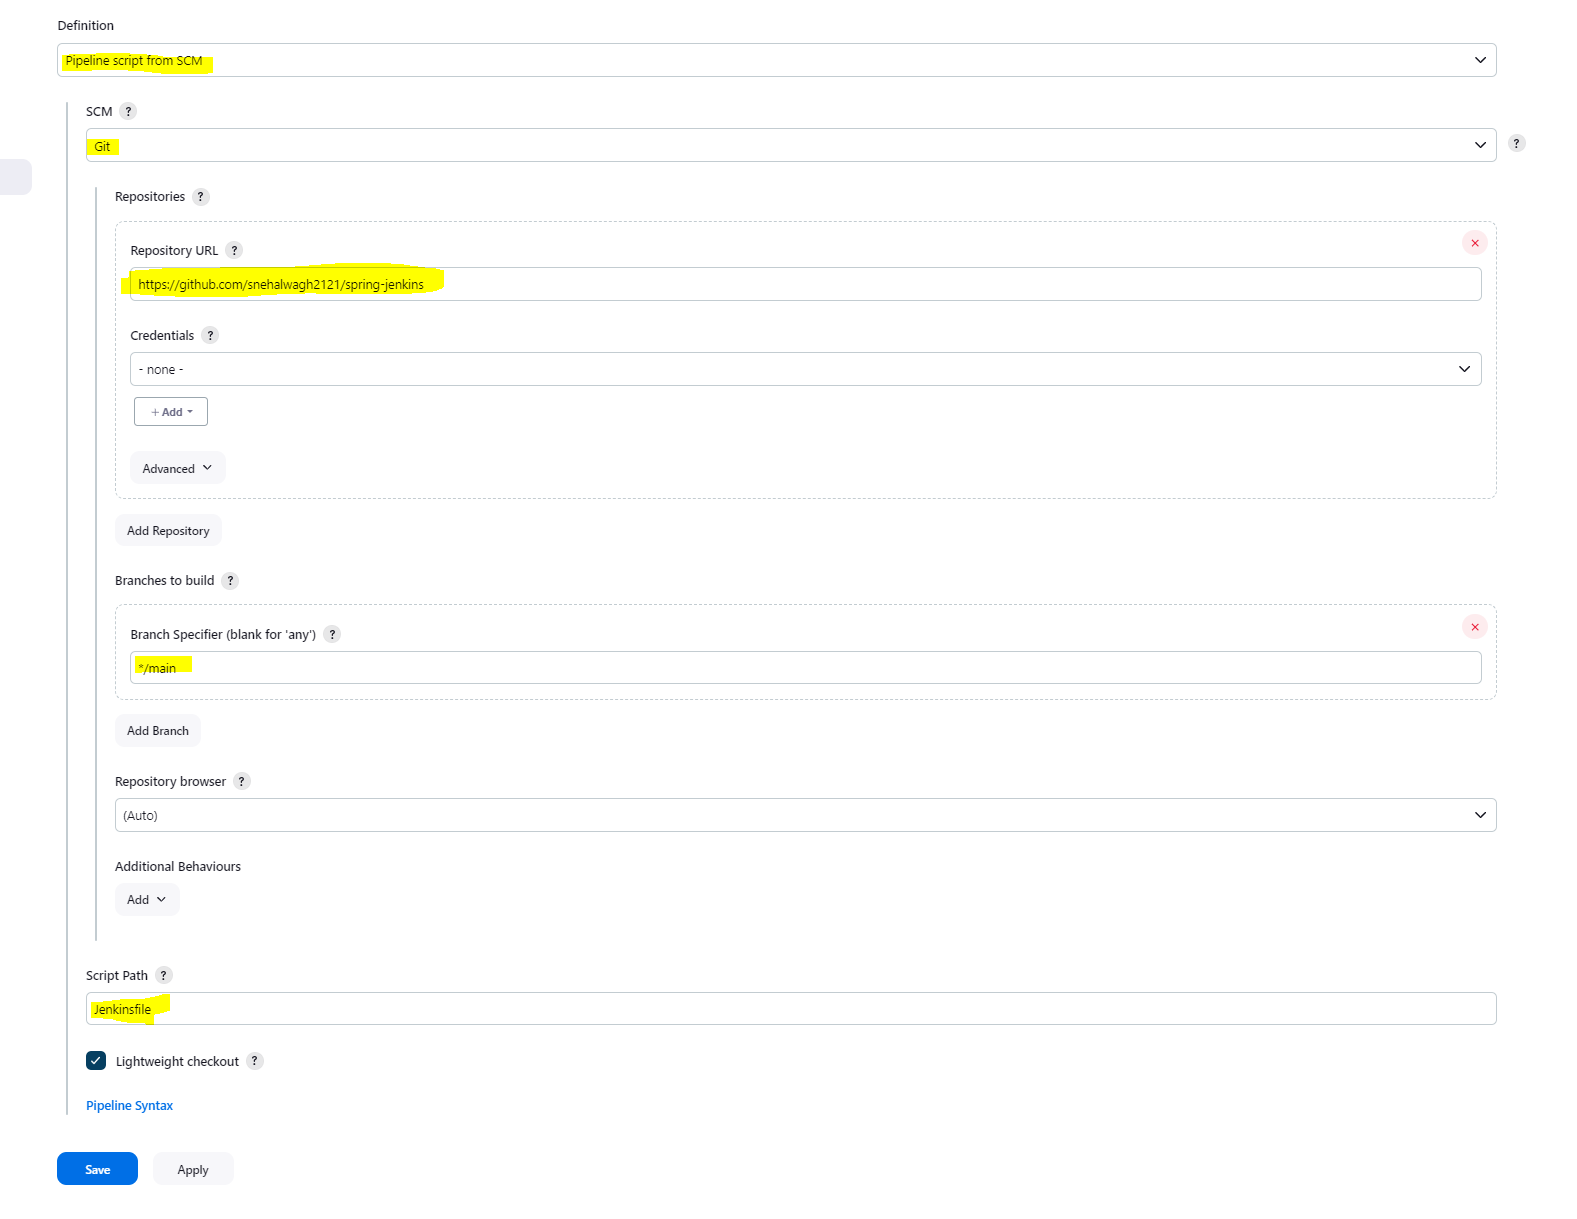 Definition
Pipeline script from SCM
SCM ?
Git
?
Repositories ?
Repository URL ?
https://github.com/snehalwagh2121/spring-jenkins
Credentials ?
- none -
+ Add
Advanced
Add Repository
Branches to build ?
Branch Specifier (blank for 'any') ?
*/main
Add Branch
Repository browser ?
(Auto)
Additional Behaviours
Add
Script Path ?
Jenkinsfile
Lightweight checkout ?
Pipeline Syntax
Save Apply